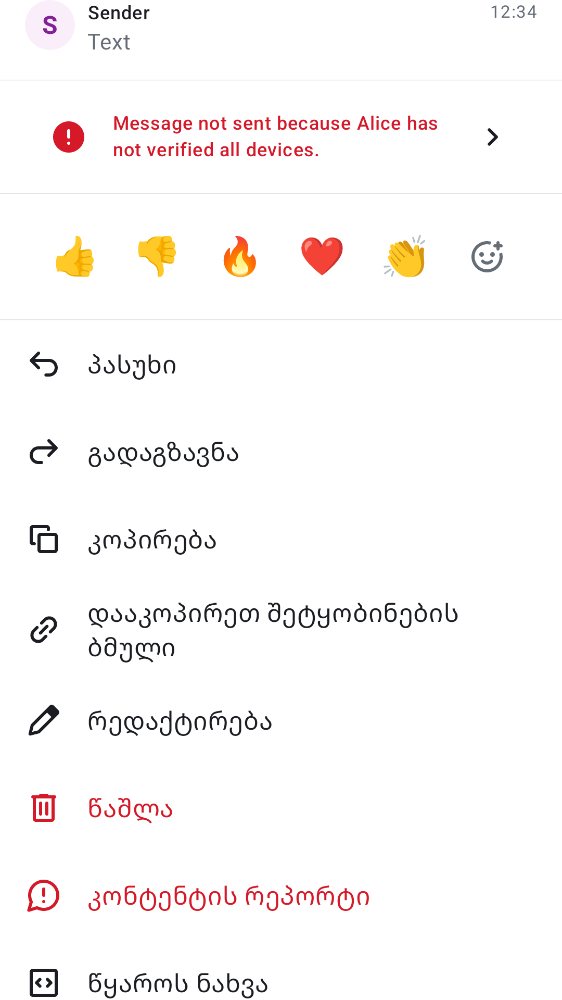 S
Sender
12:34
Text
Message not sent because Alice has
not verified all devices.
პასუხი
გადაგზავნა
კოპირება
დააკოპირეთ შეტყობინების
ბმული
რედაქტირება
წაშლა
კონტენტის რეპორტი
წყაროს ნახვა